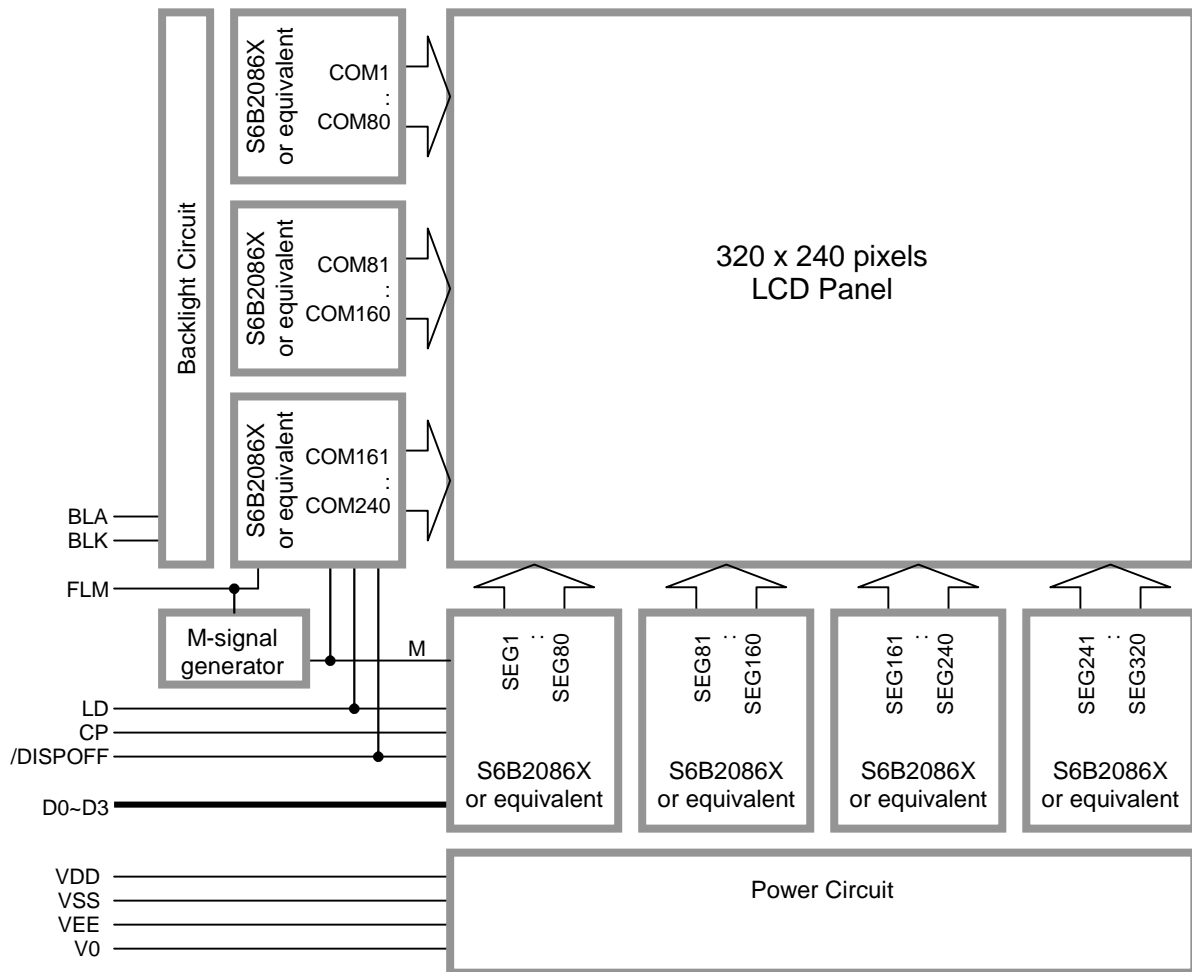 Backlight Circuit
S6B2086X
or equivalent
COM1
:
COM80
S6B2086X
or equivalent
COM81
:
COM160
S6B2086X
or equivalent
COM161
:
COM240
320 x 240 pixels
LCD Panel
BLA
BLK
FLM
M-signal
generator
M
LD
CP
/DISPOFF
D0~D3
SEG1
:
SEG80
S6B2086X
or equivalent
SEG81
:
SEG160
S6B2086X
or equivalent
SEG161
:
SEG240
S6B2086X
or equivalent
SEG241
:
SEG320
S6B2086X
or equivalent
VDD
VSS
VEE
V0
Power Circuit